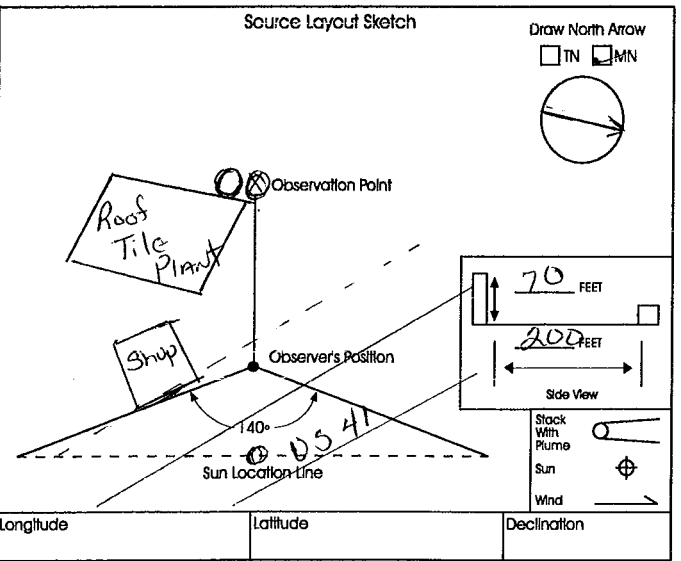 Source Layout Sketch
Draw North Arrow
TN MN
Observation Point
Roof
Tile
Plant
70 FEET
200 FEET
Side View
Shop
Observer's Position
140°
US 41
Sun Location Line
Stack
With
Plume
Sun
Wind
Longitude
Latitude
Declination